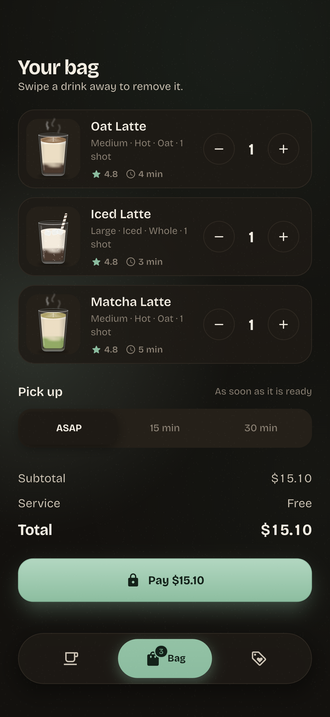 Your bag
Swipe a drink away to remove it.
Oat Latte
Medium · Hot · Oat · 1
shot
4.8 4 min
− 1 +
Iced Latte
Large · Iced · Whole · 1
shot
4.8 3 min
− 1 +
Matcha Latte
Medium · Hot · Oat · 1
shot
4.8 5 min
− 1 +
Pick up As soon as it is ready
ASAP 15 min 30 min
Subtotal $15.10
Service Free
Total $15.10
Pay $15.10
3 Bag